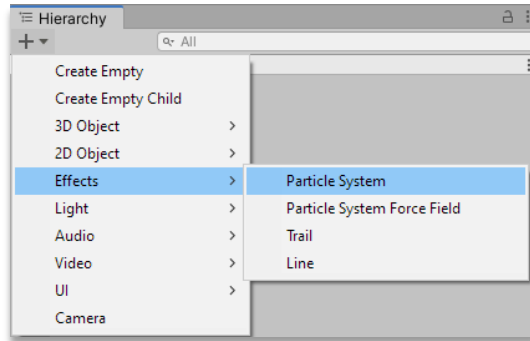 Hierarchy
All
Create Empty
Create Empty Child
3D Object
2D Object
Effects
Light
Audio
Video
UI
Camera
Particle System
Particle System Force Field
Trail
Line